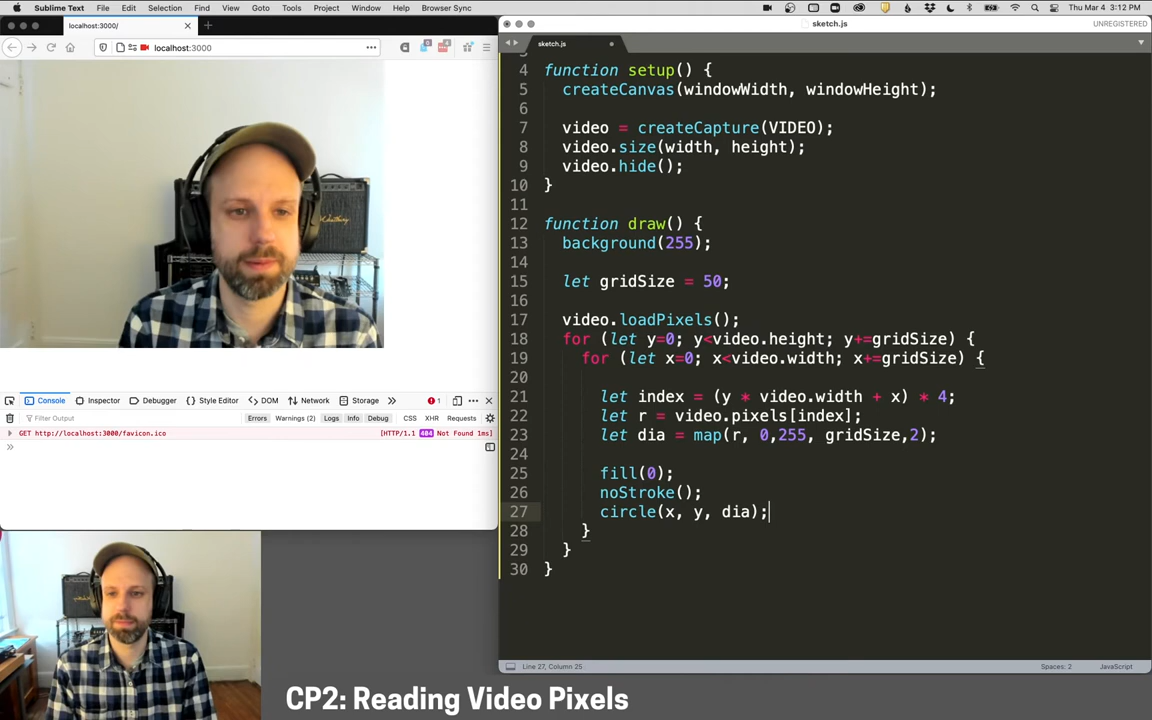 Sublime Text File Edit Selection Find View Goto Tools Project Window Help Browser Sync
Thu Mar 4 3:12 PM
localhost:3000/
localhost:3000
Console Inspector Debugger Style Editor DOM Network Storage 1
Filter Output Errors Warnings (2) Logs Info Debug CSS XHR Requests
GET http://localhost:3000/favicon.ico [HTTP/1.1 404 Not Found 1ms]
sketch.js
UNREGISTERED
sketch.js
4 function setup() {
5 createCanvas(windowWidth, windowHeight);
6
7 video = createCapture(VIDEO);
8 video.size(width, height);
9 video.hide();
10 }
11
12 function draw() {
13 background(255);
14
15 let gridSize = 50;
16
17 video.loadPixels();
18 for (let y=0; y<video.height; y+=gridSize) {
19 for (let x=0; x<video.width; x+=gridSize) {
20
21 let index = (y * video.width + x) * 4;
22 let r = video.pixels[index];
23 let dia = map(r, 0,255, gridSize,2);
24
25 fill(0);
26 noStroke();
27 circle(x, y, dia);
28 }
29 }
30 }
Line 27, Column 25
Spaces: 2
JavaScript
CP2: Reading Video Pixels